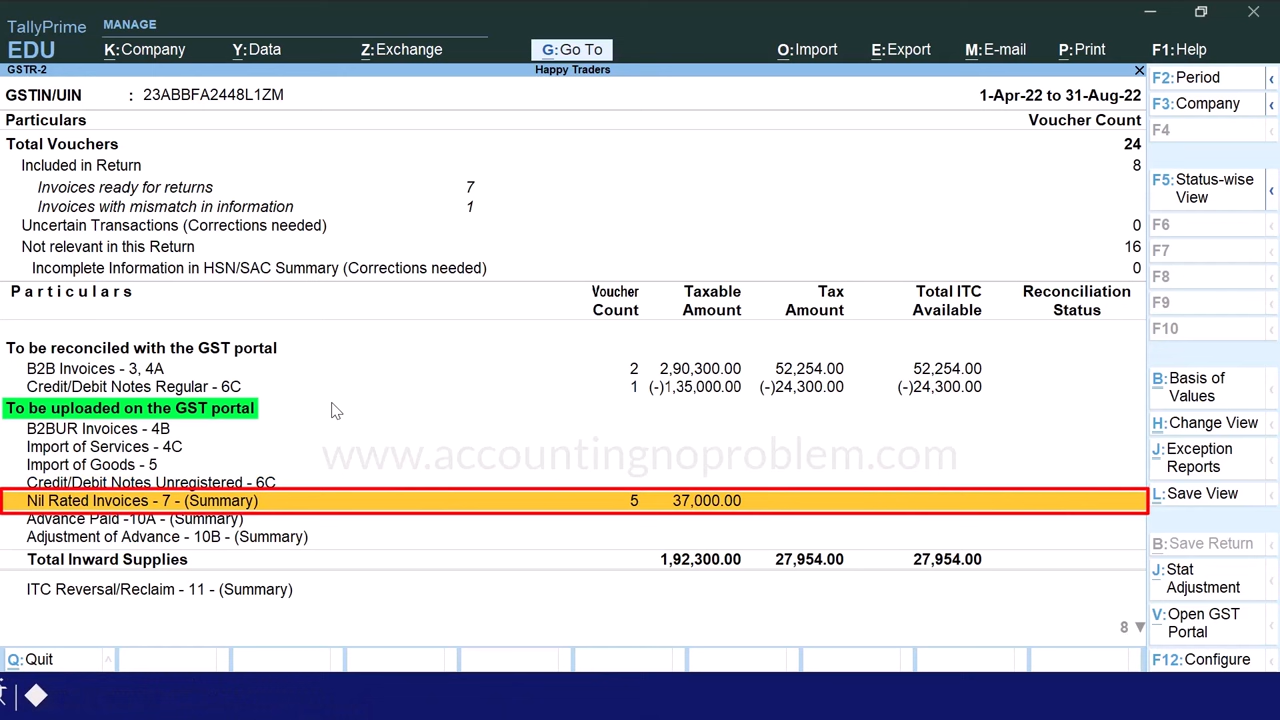 TallyPrime MANAGE
EDU K:Company Y:Data Z:Exchange G:Go To O:Import E:Export M:E-mail P:Print F1:Help
GSTR-2 Happy Traders
GSTIN/UIN : 23ABBFA2448L1ZM 1-Apr-22 to 31-Aug-22
Particulars Voucher Count
Total Vouchers 24
Included in Return 8
Invoices ready for returns 7
Invoices with mismatch in information 1
Uncertain Transactions (Corrections needed) 0
Not relevant in this Return 16
Incomplete Information in HSN/SAC Summary (Corrections needed) 0
Particulars Voucher Count Taxable Amount Tax Amount Total ITC Available Reconciliation Status
To be reconciled with the GST portal
B2B Invoices - 3, 4A 2 2,90,300.00 52,254.00 52,254.00
Credit/Debit Notes Regular - 6C 1 (-)1,35,000.00 (-)24,300.00 (-)24,300.00
To be uploaded on the GST portal
B2BUR Invoices - 4B
Import of Services - 4C
www.accountingnoproblem.com
Import of Goods - 5
Credit/Debit Notes Unregistered - 6C
Nil Rated Invoices - 7 - (Summary) 5 37,000.00
Advance Paid -10A - (Summary)
Adjustment of Advance - 10B - (Summary)
Total Inward Supplies 1,92,300.00 27,954.00 27,954.00
ITC Reversal/Reclaim - 11 - (Summary)
8
Q:Quit
F2:Period
F3:Company
F4
F5:Status-wise
View
F6
F7
F8
F9
F10
B:Basis of
Values
H:Change View
J:Exception
Reports
L:Save View
B:Save Return
J:Stat
Adjustment
V:Open GST
Portal
F12:Configure